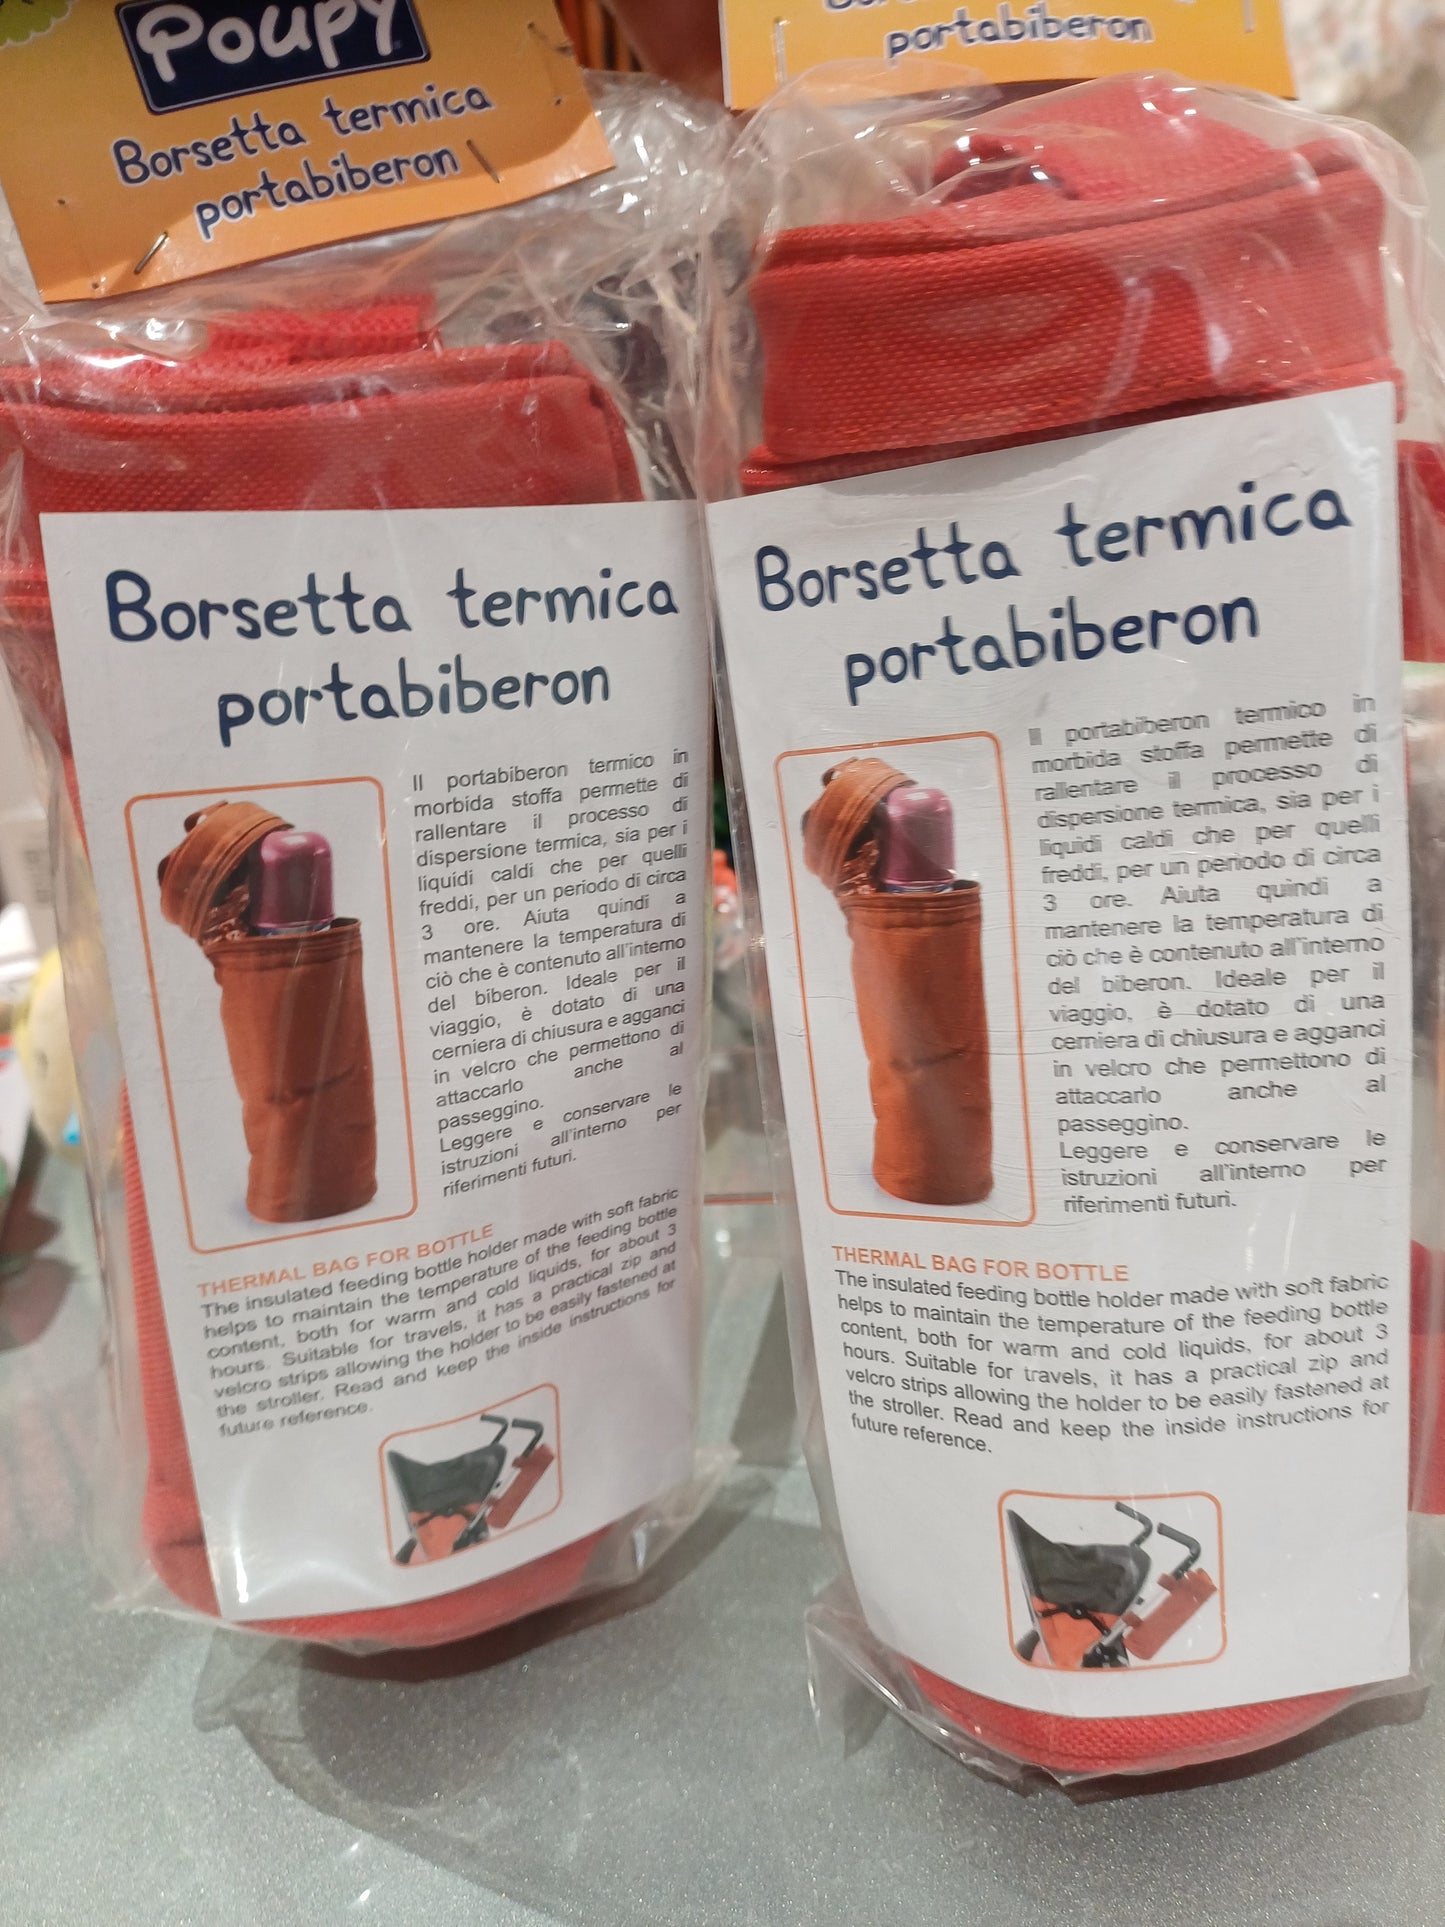 Poupy
Borsetta termica
portabiberon
portabiberon
Borsetta termica
portabiberon
Il portabiberon termico in
morbida stoffa permette di
rallentare il processo di
dispersione termica, sia per i
liquidi caldi che per quelli
freddi, per un periodo di circa
3 ore. Aiuta quindi a
mantenere la temperatura di
ciò che è contenuto all'interno
del biberon. Ideale per il
viaggio, è dotato di una
cerniera di chiusura e agganci
in velcro che permettono di
attaccarlo anche al
passeggino.
Leggere e conservare le
istruzioni all'interno per
riferimenti futuri.
THERMAL BAG FOR BOTTLE
The insulated feeding bottle holder made with soft fabric
helps to maintain the temperature of the feeding bottle
content, both for warm and cold liquids, for about 3
hours. Suitable for travels, it has a practical zip and
velcro strips allowing the holder to be easily fastened at
the stroller. Read and keep the inside instructions for
future reference.
Borsetta termica
portabiberon
Il portabiberon termico in
morbida stoffa permette di
rallentare il processo di
dispersione termica, sia per i
liquidi caldi che per quelli
freddi, per un periodo di circa
3 ore. Aiuta quindi a
mantenere la temperatura di
ciò che è contenuto all'interno
del biberon. Ideale per il
viaggio, è dotato di una
cerniera di chiusura e agganci
in velcro che permettono di
attaccarlo anche al
passeggino.
Leggere e conservare le
istruzioni all'interno per
riferimenti futuri.
THERMAL BAG FOR BOTTLE
The insulated feeding bottle holder made with soft fabric
helps to maintain the temperature of the feeding bottle
content, both for warm and cold liquids, for about 3
hours. Suitable for travels, it has a practical zip and
velcro strips allowing the holder to be easily fastened at
the stroller. Read and keep the inside instructions for
future reference.